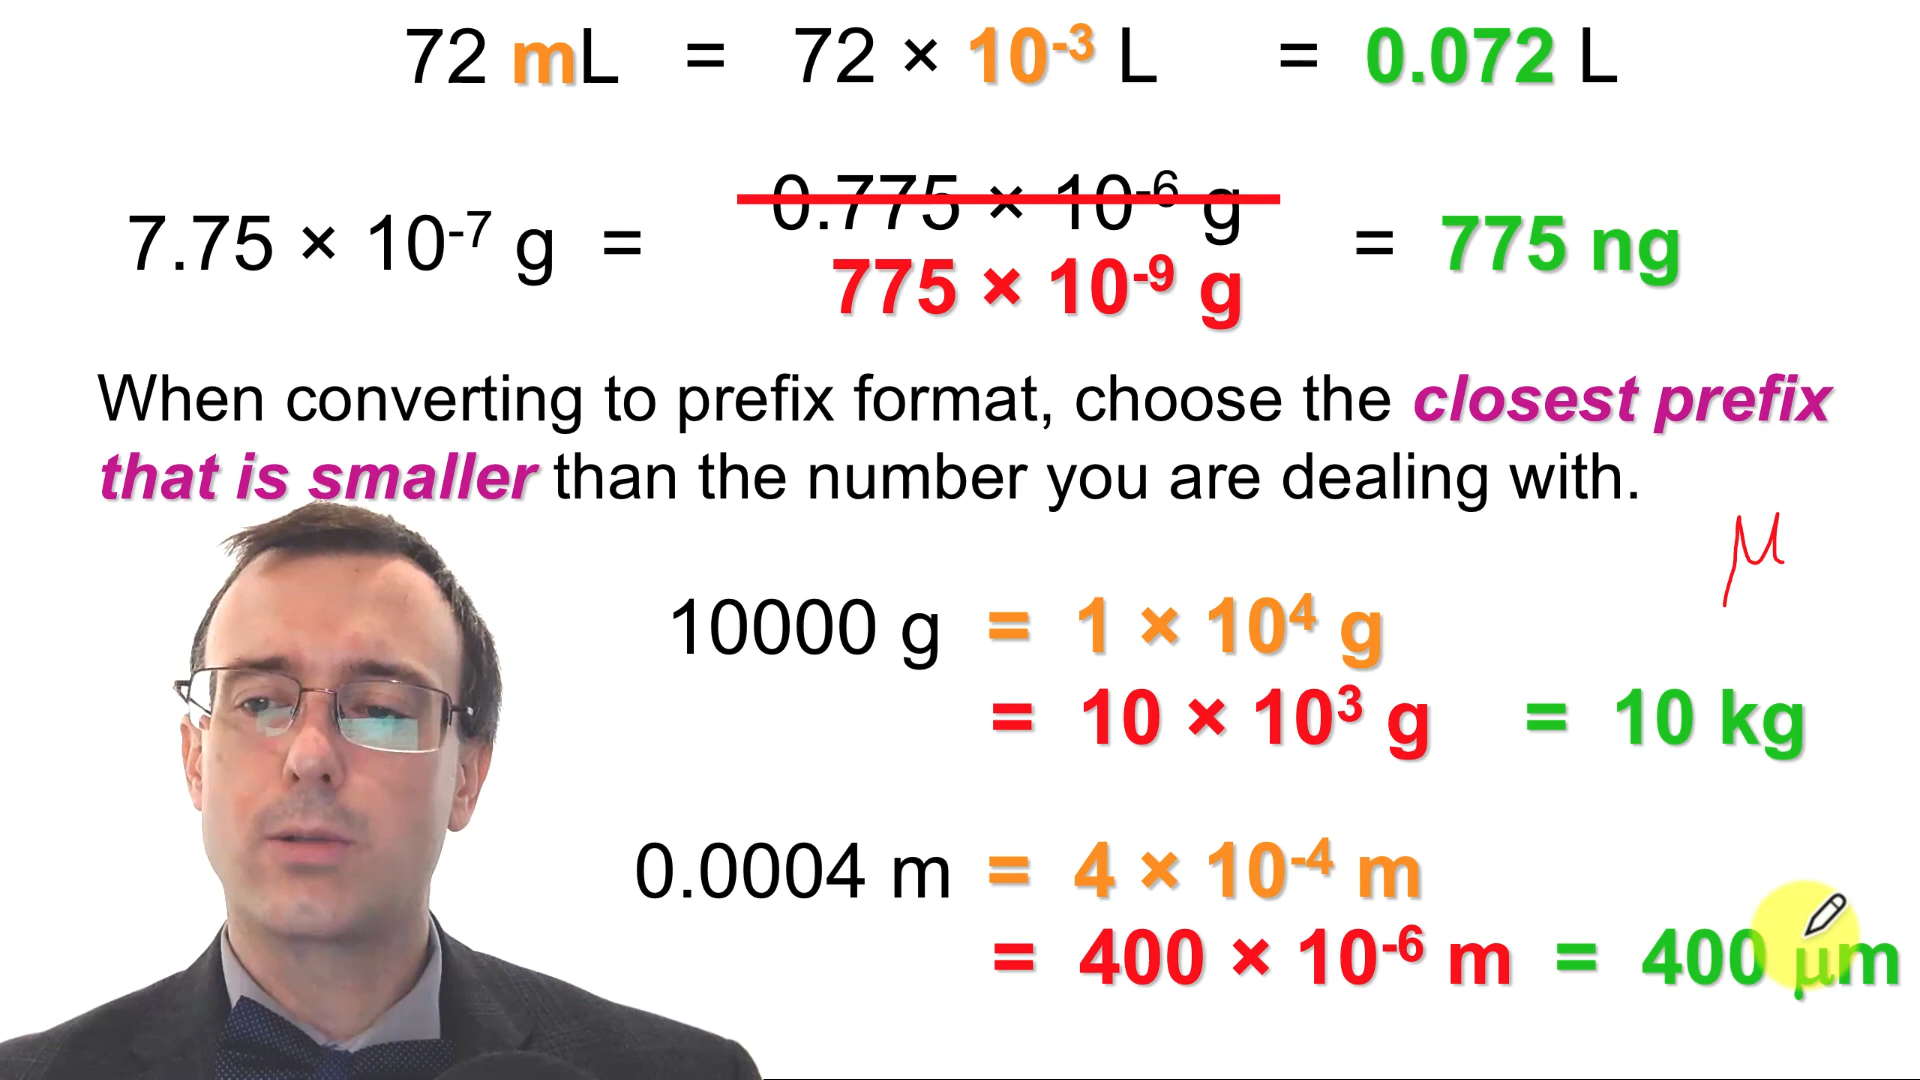 72 mL = 72 × 10⁻³ L = 0.072 L
0.775 × 10⁻⁶ g
7.75 × 10⁻⁷ g = = 775 ng
775 × 10⁻⁹ g
When converting to prefix format, choose the closest prefix
that is smaller than the number you are dealing with.
μ
10000 g = 1 × 10⁴ g
= 10 × 10³ g = 10 kg
0.0004 m = 4 × 10⁻⁴ m
= 400 × 10⁻⁶ m = 400 μm